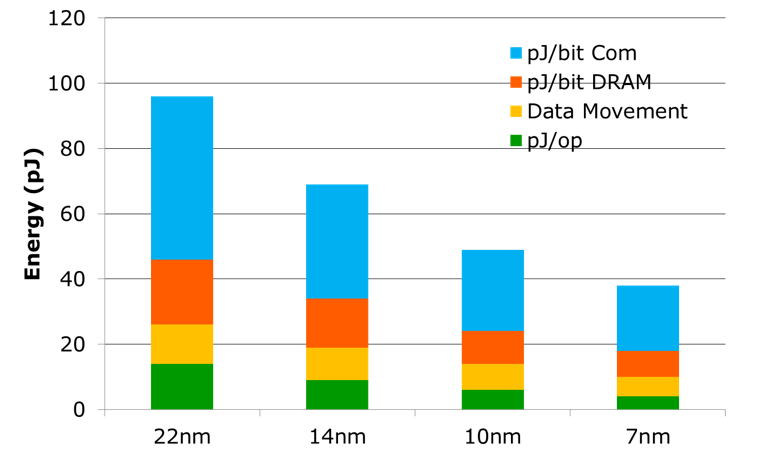 120
100
80
60
40
20
0
Energy (pJ)
pJ/bit Com
pJ/bit DRAM
Data Movement
pJ/op
22nm
14nm
10nm
7nm